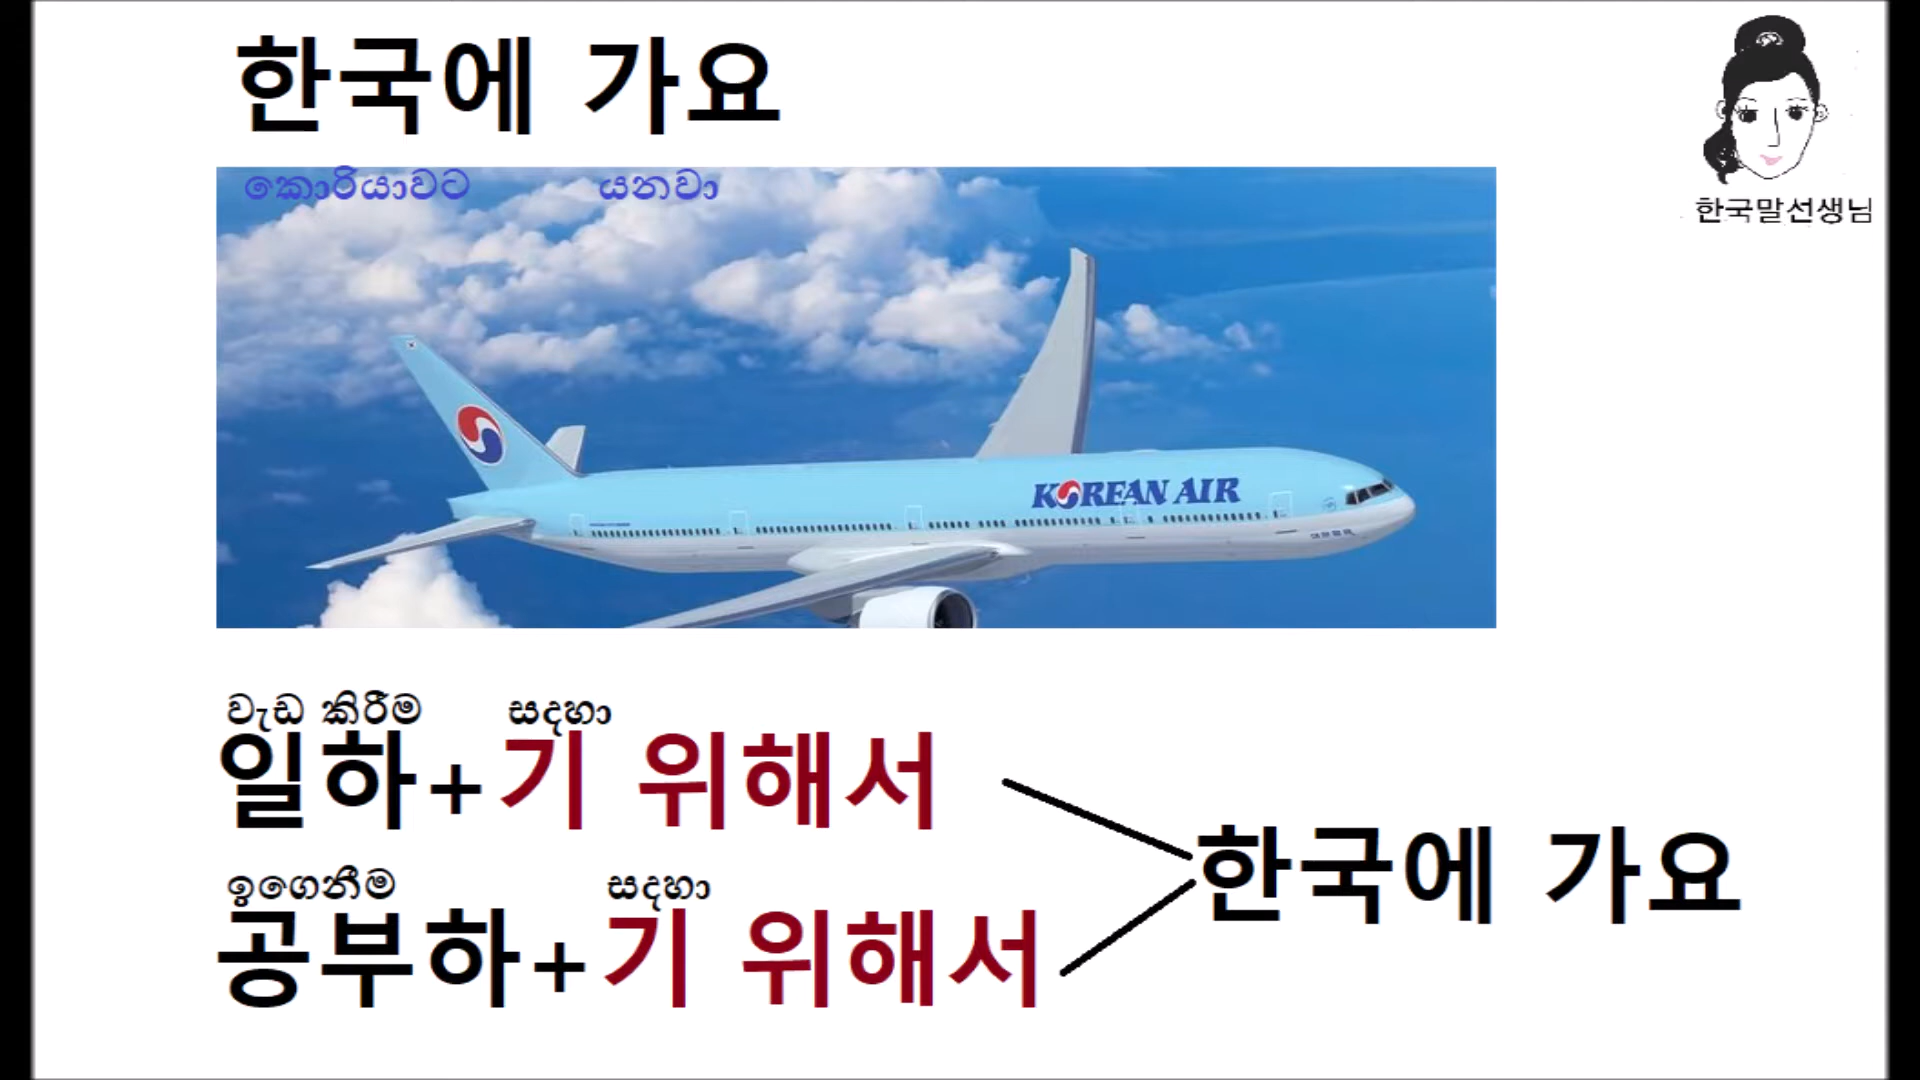 한국에 가요
කොරියාවට යනවා
한국말선생님
KOREAN AIR
වැඩ කිරීම සදහා
일하+기 위해서
한국에 가요
ඉගෙනීම සදහා
공부하+기 위해서